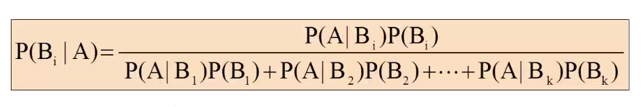 P(B_i | A)= P(A | B_i)P(B_i) / P(A | B_1)P(B_1)+P(A | B_2)P(B_2)+⋯+P(A | B_k)P(B_k)